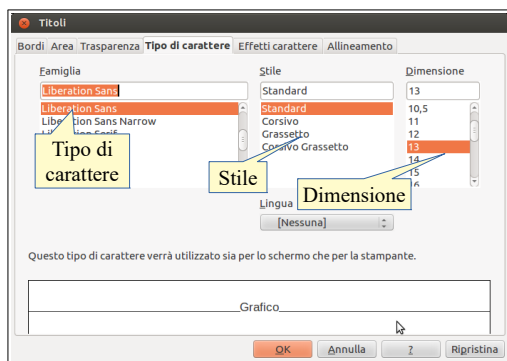 Titoli
Bordi Area Trasparenza Tipo di carattere Effetti carattere Allineamento
Famiglia Stile Dimensione
Liberation Sans Standard 13
Liberation Sans Standard 10,5
Liberation Sans Narrow Corsivo 11
Grassetto 12
Corsivo Grassetto 13
14
15
Tipo di
carattere
Stile
Dimensione
Lingua
[Nessuna]
Questo tipo di carattere verrà utilizzato sia per lo schermo che per la stampante.
Grafico
OK Annulla ? Ripristina